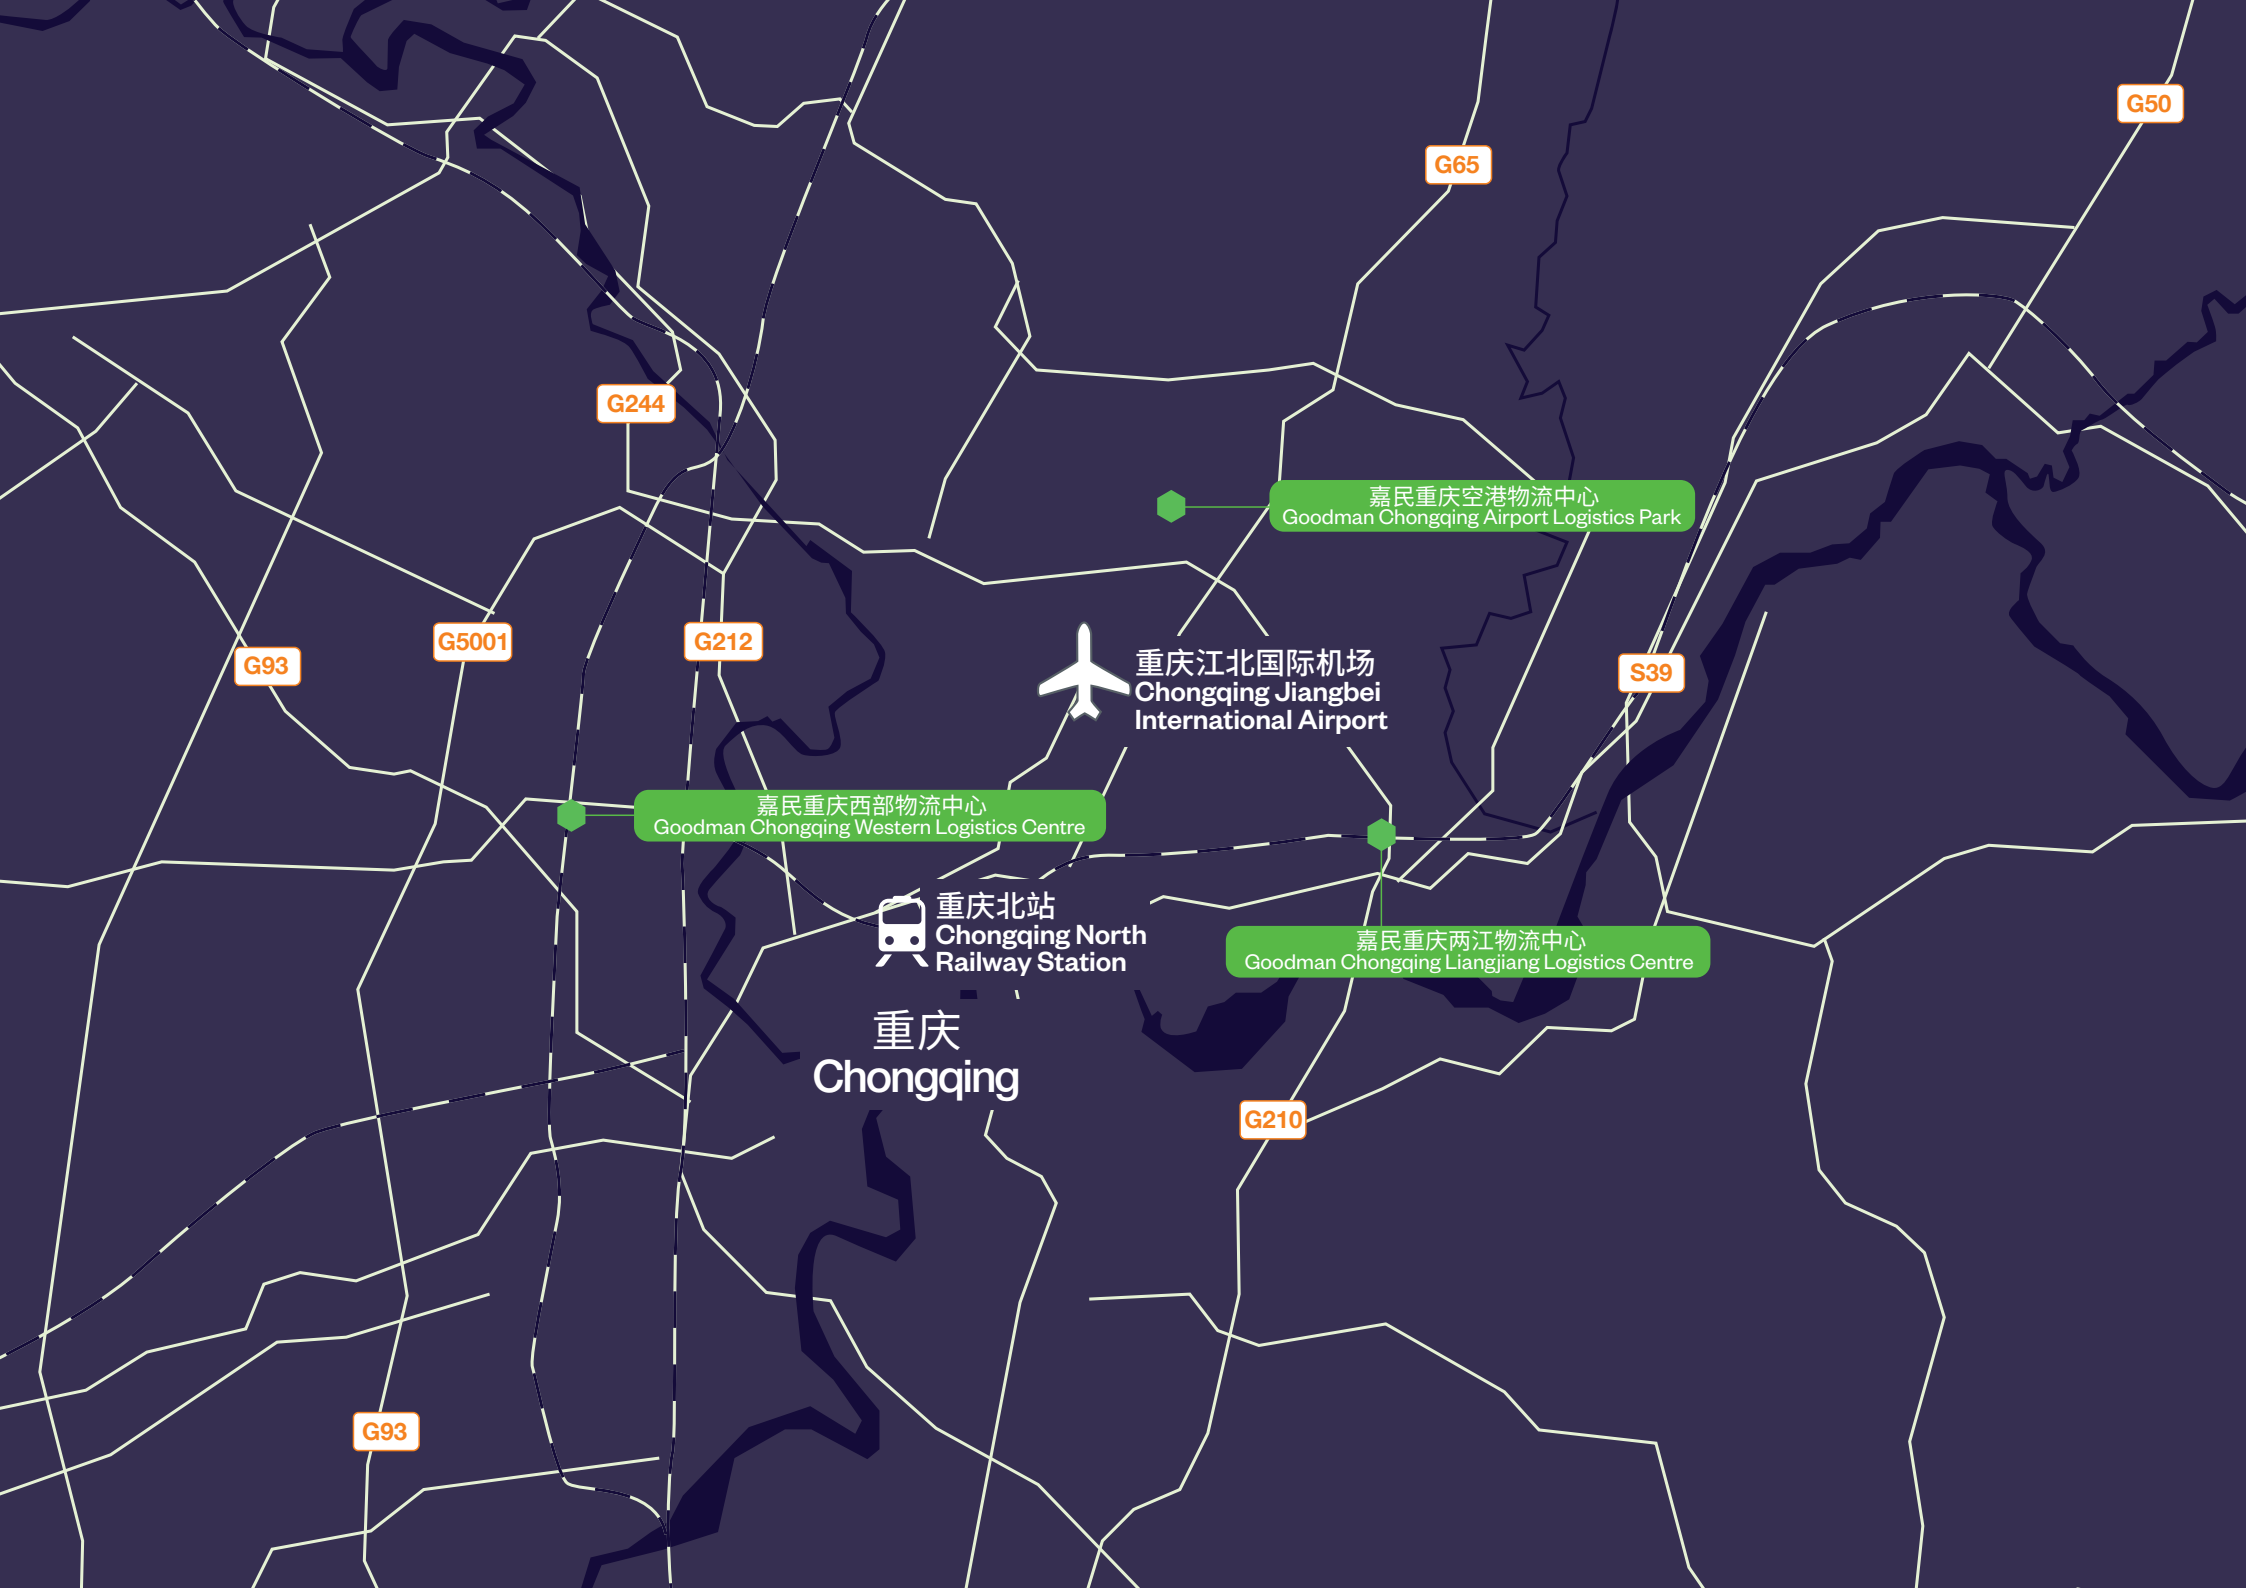 G50
G65
G244
嘉民重庆空港物流中心
Goodman Chongqing Airport Logistics Park
G93
G5001
G212
重庆江北国际机场
Chongqing Jiangbei
International Airport
S39
嘉民重庆西部物流中心
Goodman Chongqing Western Logistics Centre
重庆北站
Chongqing North
Railway Station
嘉民重庆两江物流中心
Goodman Chongqing Liangjiang Logistics Centre
重庆
Chongqing
G210
G93